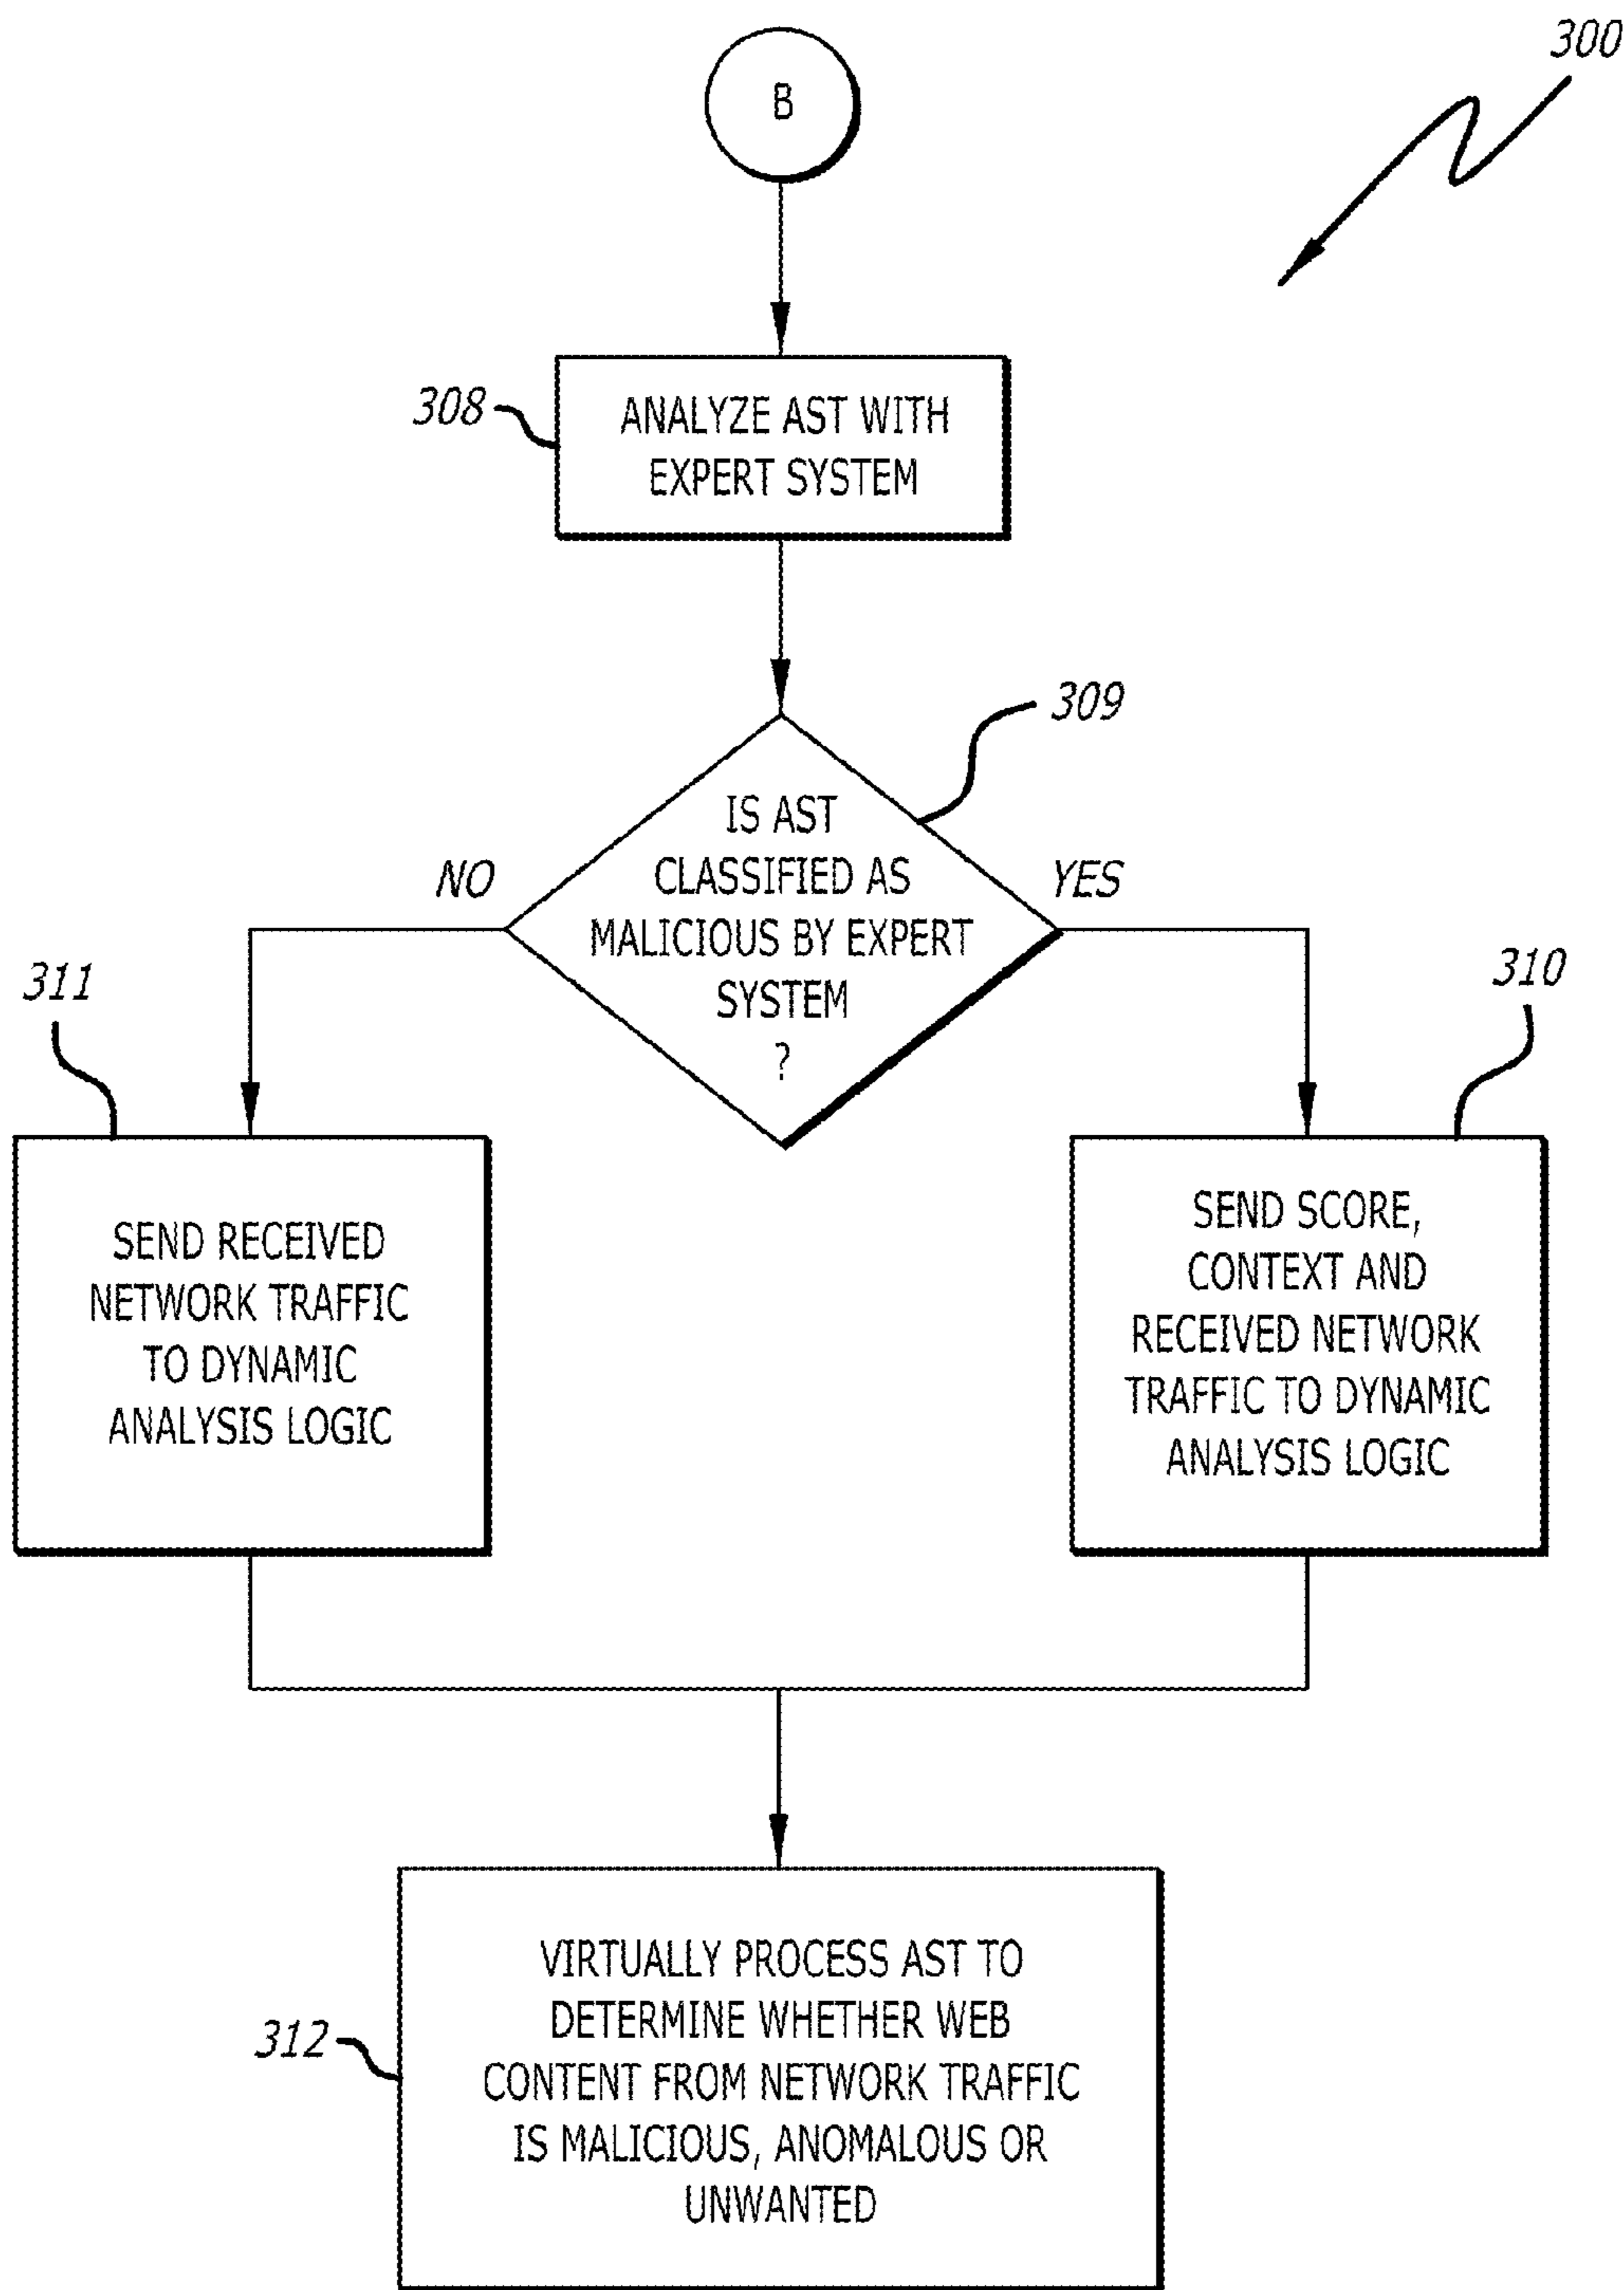 300
B
308
ANALYZE AST WITH
EXPERT SYSTEM
309
IS AST
CLASSIFIED AS
MALICIOUS BY EXPERT
SYSTEM
?
NO
YES
311
SEND RECEIVED
NETWORK TRAFFIC
TO DYNAMIC
ANALYSIS LOGIC
310
SEND SCORE,
CONTEXT AND
RECEIVED NETWORK
TRAFFIC TO DYNAMIC
ANALYSIS LOGIC
312
VIRTUALLY PROCESS AST TO
DETERMINE WHETHER WEB
CONTENT FROM NETWORK TRAFFIC
IS MALICIOUS, ANOMALOUS OR
UNWANTED